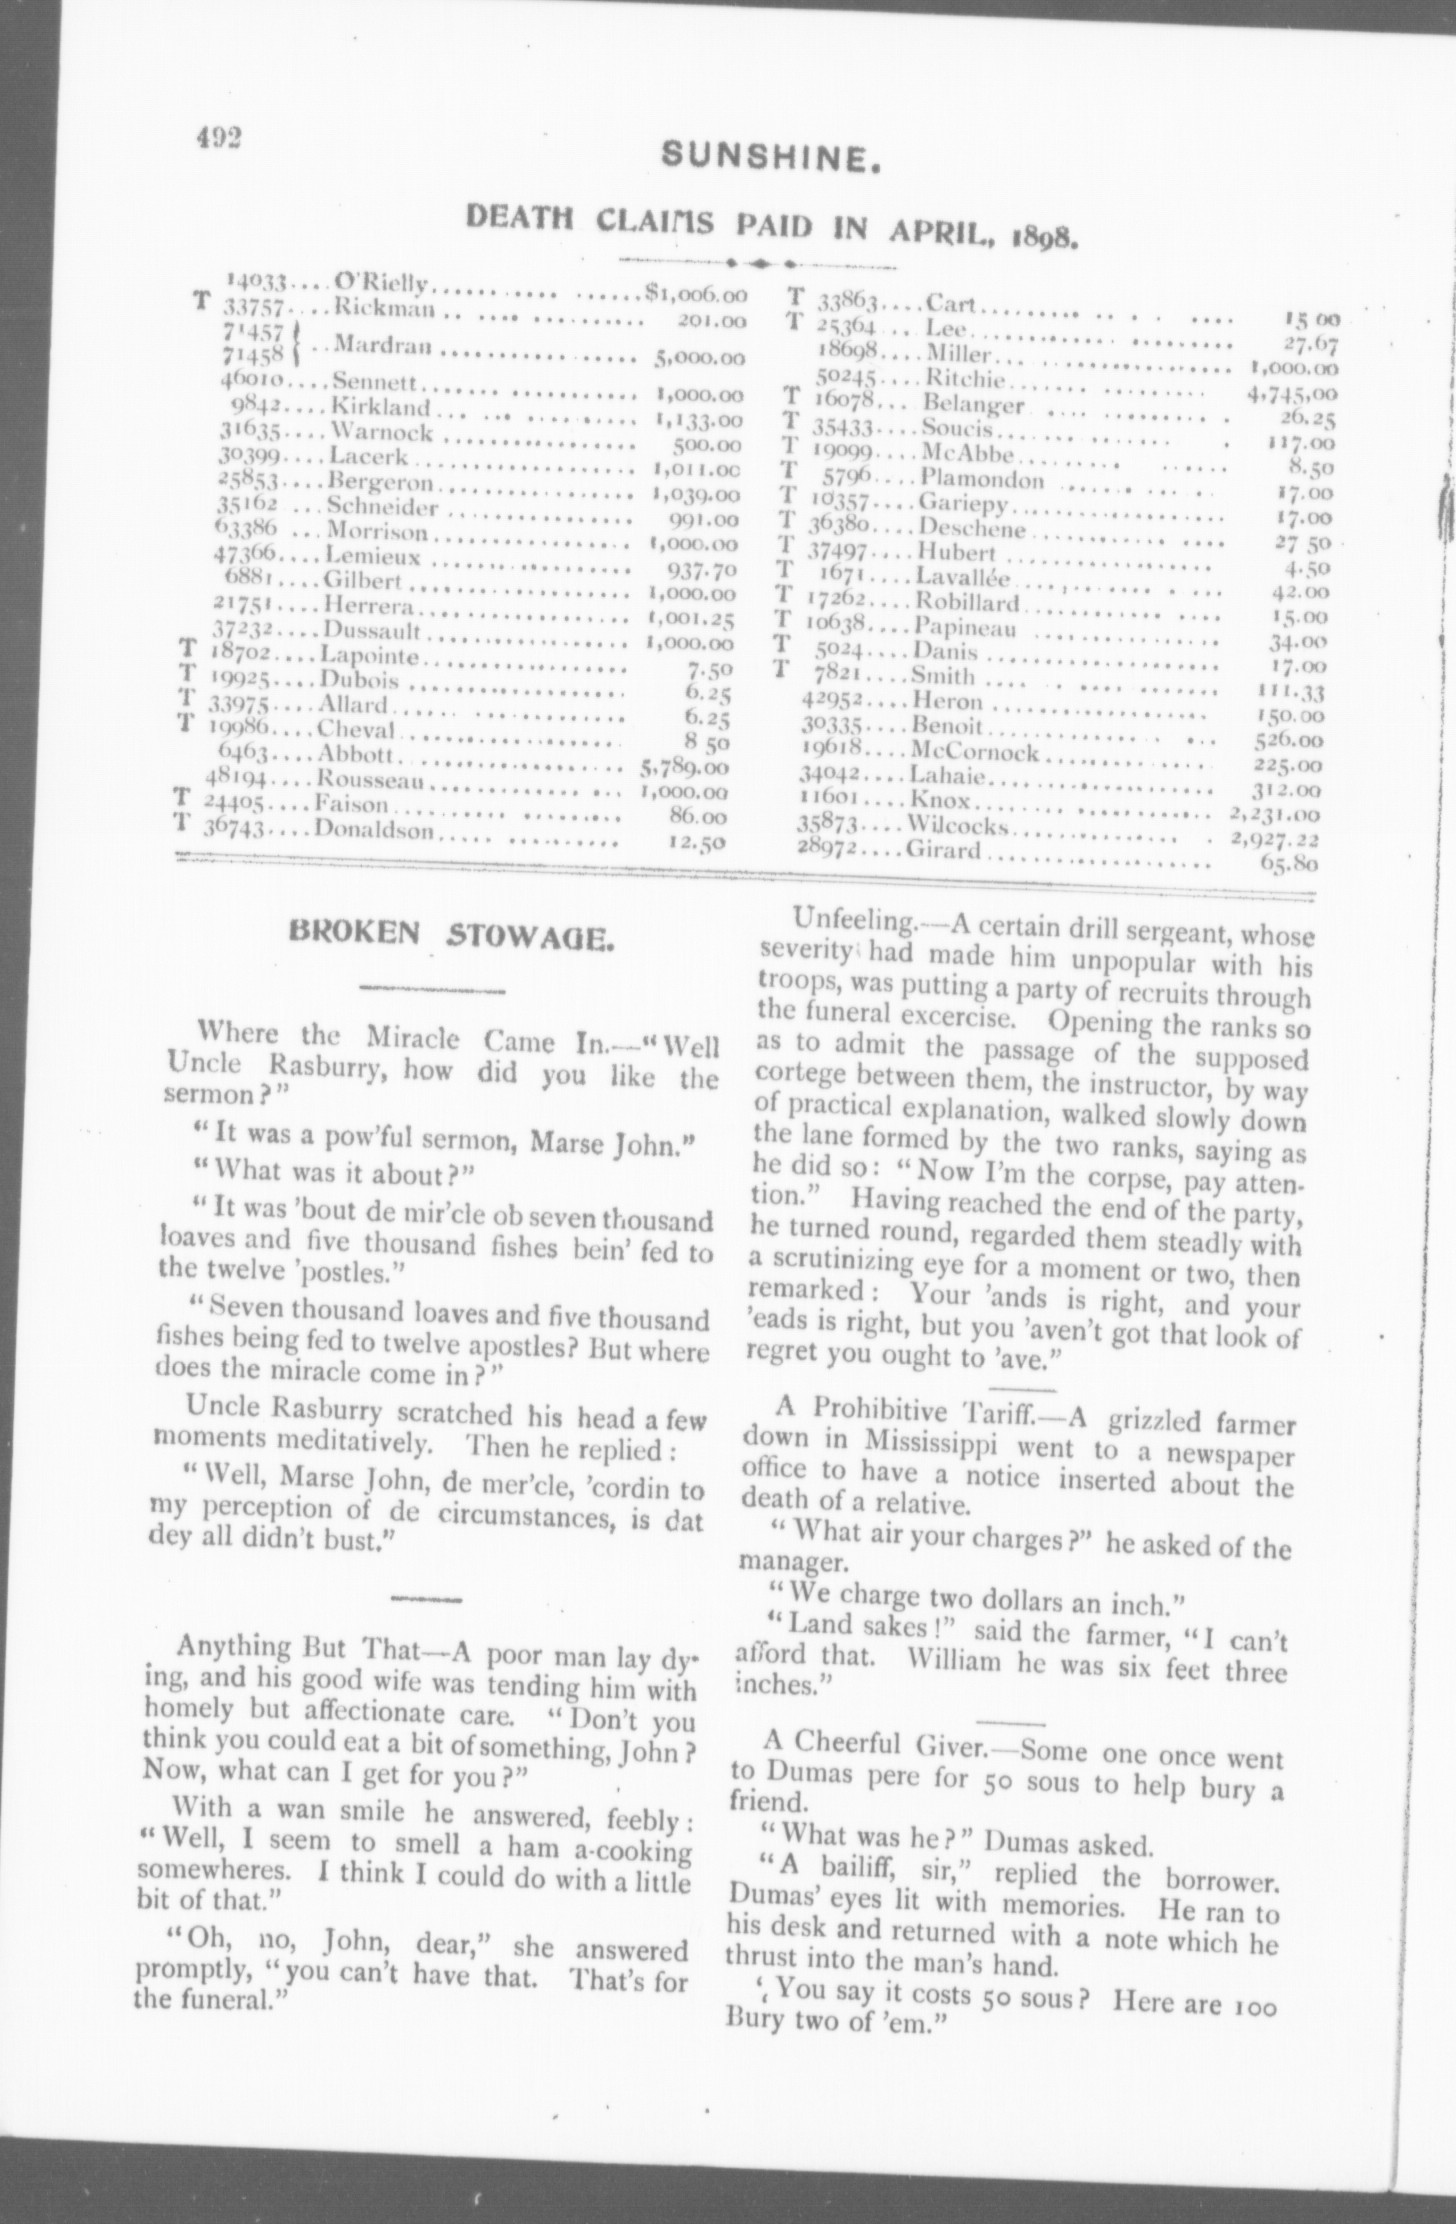 492
SUNSHINE.
DEATH CLAIMS PAID IN APRIL, 1898.
14033.... O'Rielly.................. $1,006.00
T 33757.... Rickman.................. 201.00
71457 }
71458 } ..Mardran.................. 5,000.00
46010.... Sennett.................. 1,000.00
9842.... Kirkland.................. 1,133.00
31635.... Warnock.................. 500.00
30399.... Lacerk.................. 1,011.00
25853.... Bergeron.................. 1,039.00
35162 ... Schneider.................. 991.00
63386 ... Morrison.................. 1,000.00
47366.... Lemieux.................. 937.70
6881.... Gilbert.................. 1,000.00
21751.... Herrera.................. 1,001.25
37232.... Dussault.................. 1,000.00
T 18702.... Lapointe.................. 7.50
T 19925.... Dubois.................. 6.25
T 33975.... Allard.................. 6.25
T 19986.... Cheval.................. 8 50
6463.... Abbott.................. 5,789.00
48194.... Rousseau.................. 1,000.00
T 24405.... Faison.................. 86.00
T 36743.... Donaldson.................. 12.50
T 33863.... Cart.................. 15 00
T 25364 ... Lee.................. 27.67
18698.... Miller.................. 1,000.00
50245.... Ritchie.................. 4,745,00
T 16078... Belanger.................. 26.25
T 35433.... Soucis.................. 117.00
T 19099.... McAbbe.................. 8.50
T 5796.... Plamondon.................. 17.00
T 10357.... Gariepy.................. 17.00
T 36380.... Deschene.................. 27 50
T 37497.... Hubert.................. 4.50
T 1671.... Lavallée.................. 42.00
T 17262.... Robillard.................. 15.00
T 10638.... Papineau.................. 34.00
T 5024.... Danis.................. 17.00
T 7821.... Smith.................. 111.33
42952.... Heron.................. 150.00
30335.... Benoit.................. 526.00
19618.... McCornock.................. 225.00
34042.... Lahaie.................. 312.00
11601.... Knox.................. 2,231.00
35873.... Wilcocks.................. 2,927.22
28972.... Girard.................. 65.80
BROKEN STOWAGE.
Where the Miracle Came In.—"Well
Uncle Rasburry, how did you like the
sermon?"
"It was a pow'ful sermon, Marse John."
"What was it about?"
"It was 'bout de mir'cle ob seven thousand
loaves and five thousand fishes bein' fed to
the twelve 'postles."
"Seven thousand loaves and five thousand
fishes being fed to twelve apostles? But where
does the miracle come in?"
Uncle Rasburry scratched his head a few
moments meditatively. Then he replied:
"Well, Marse John, de mer'cle, 'cordin to
my perception of de circumstances, is dat
dey all didn't bust."
Anything But That—A poor man lay dy-
ing, and his good wife was tending him with
homely but affectionate care. "Don't you
think you could eat a bit of something, John?
Now, what can I get for you?"
With a wan smile he answered, feebly:
"Well, I seem to smell a ham a-cooking
somewheres. I think I could do with a little
bit of that."
"Oh, no, John, dear," she answered
promptly, "you can't have that. That's for
the funeral."
Unfeeling.—A certain drill sergeant, whose
severity had made him unpopular with his
troops, was putting a party of recruits through
the funeral excercise. Opening the ranks so
as to admit the passage of the supposed
cortege between them, the instructor, by way
of practical explanation, walked slowly down
the lane formed by the two ranks, saying as
he did so: "Now I'm the corpse, pay atten-
tion." Having reached the end of the party,
he turned round, regarded them steadly with
a scrutinizing eye for a moment or two, then
remarked: Your 'ands is right, and your
'eads is right, but you 'aven't got that look of
regret you ought to 'ave."
A Prohibitive Tariff.—A grizzled farmer
down in Mississippi went to a newspaper
office to have a notice inserted about the
death of a relative.
"What air your charges?" he asked of the
manager.
"We charge two dollars an inch."
"Land sakes!" said the farmer, "I can't
afford that. William he was six feet three
inches."
A Cheerful Giver.—Some one once went
to Dumas pere for 50 sous to help bury a
friend.
"What was he?" Dumas asked.
"A bailiff, sir," replied the borrower.
Dumas' eyes lit with memories. He ran to
his desk and returned with a note which he
thrust into the man's hand.
"You say it costs 50 sous? Here are 100
Bury two of 'em."